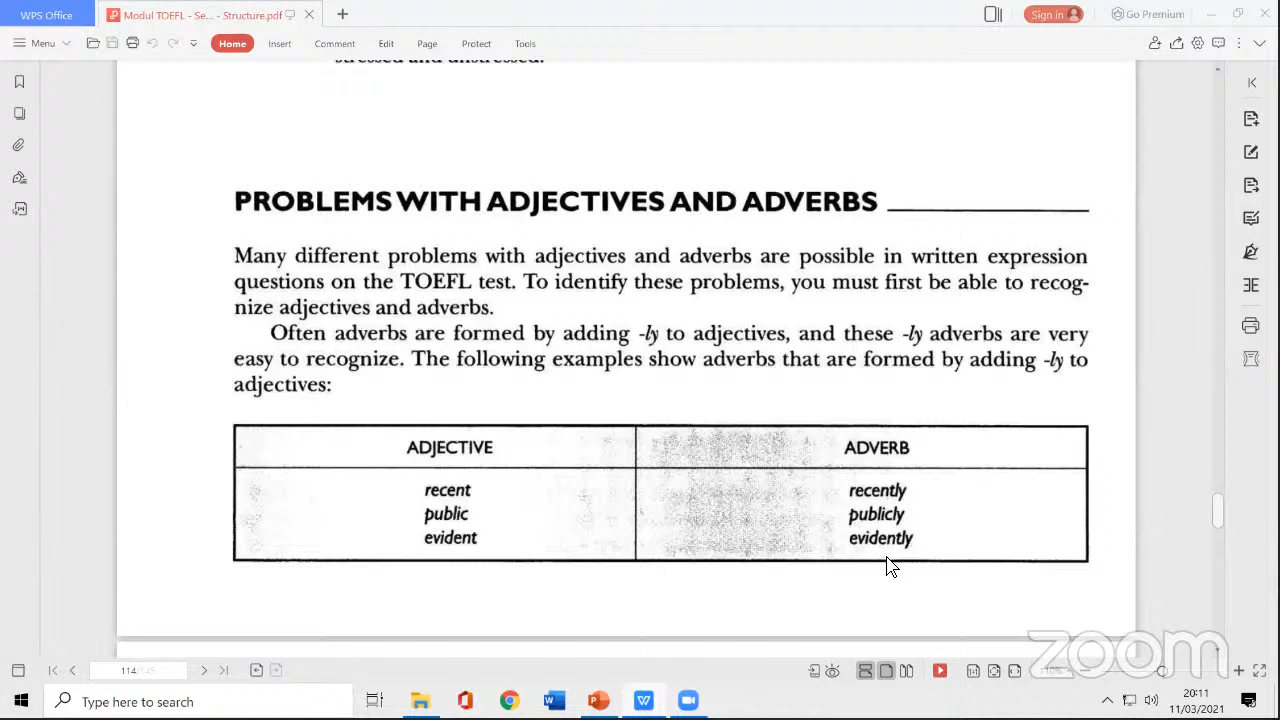 WPS Office
Modul TOEFL - Se... - Structure.pdf
Sign in
Go Premium
Menu
Home
Insert
Comment
Edit
Page
Protect
Tools
stressed and unstressed.
PROBLEMS WITH ADJECTIVES AND ADVERBS
Many different problems with adjectives and adverbs are possible in written expression
questions on the TOEFL test. To identify these problems, you must first be able to recog-
nize adjectives and adverbs.
Often adverbs are formed by adding -ly to adjectives, and these -ly adverbs are very
easy to recognize. The following examples show adverbs that are formed by adding -ly to
adjectives:
ADJECTIVE
ADVERB
recent
recently
public
publicly
evident
evidently
zoom
114/145
Type here to search
20:11
11/03/2021